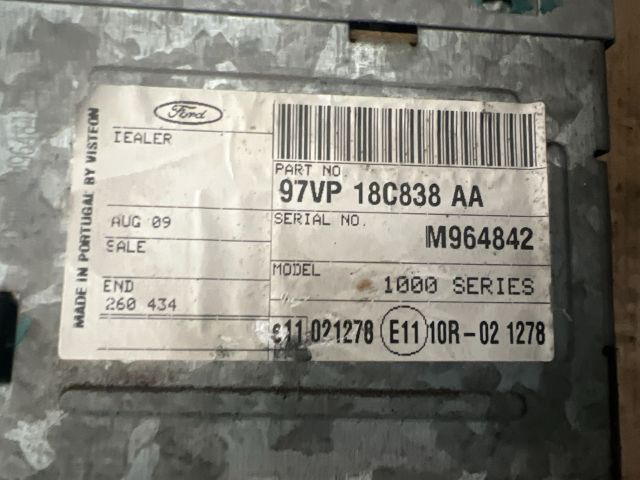 MADE IN PORTUGAL BY VISTEON
Ford
DEALER
PART NO
97VP 18C838 AA
AUG 09
SERIAL NO.
M964842
SALE
MODEL
1000 SERIES
END
260 434
e11 021278 E11 10R-02 1278